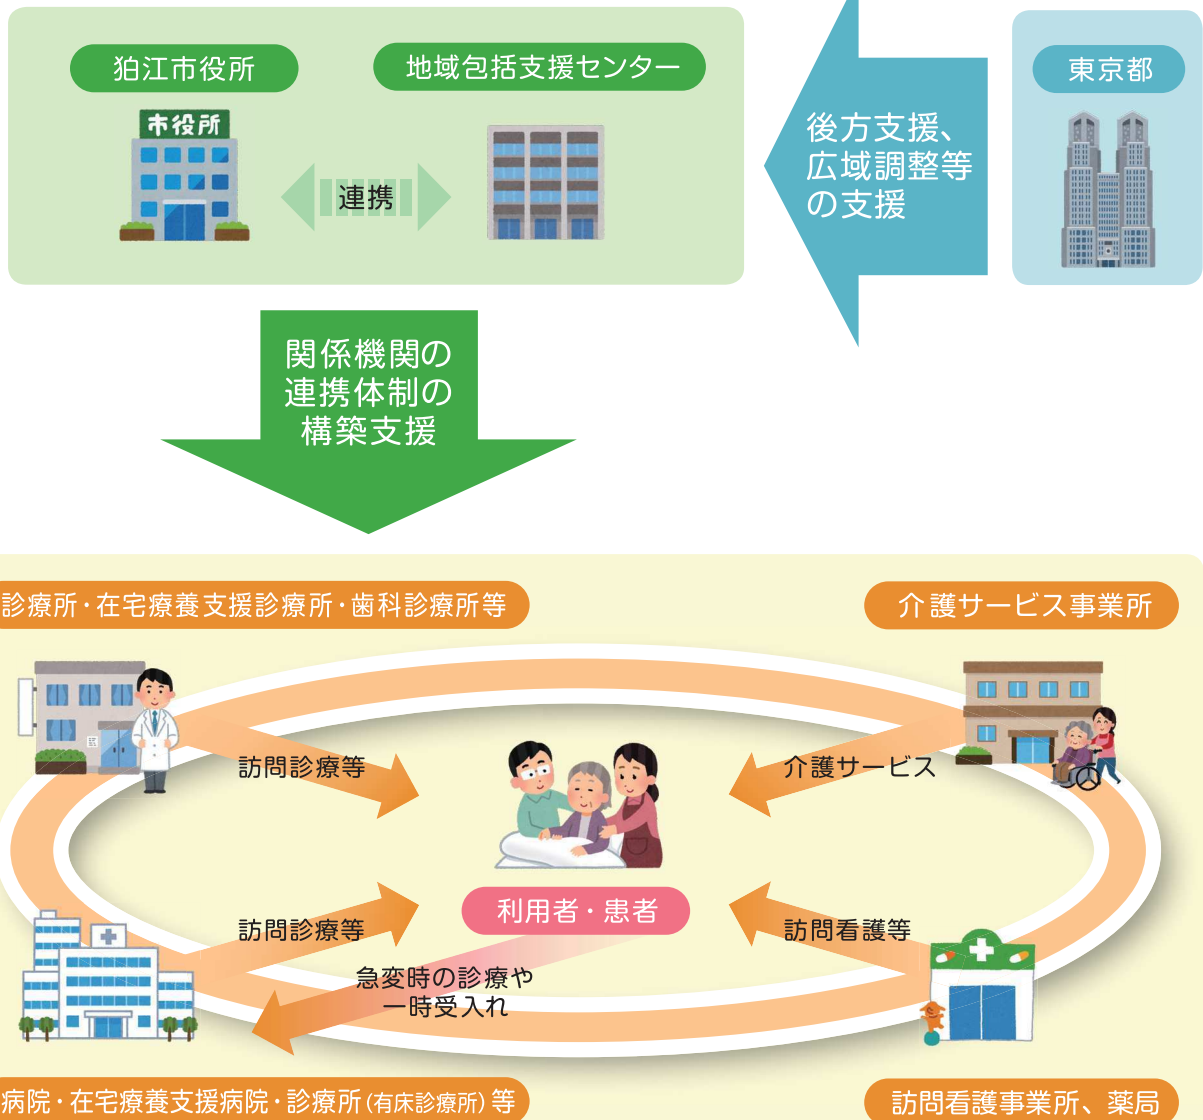 狛江市役所
地域包括支援センター
東京都
市役所
連携
後方支援、
広域調整等
の支援
関係機関の
連携体制の
構築支援
診療所・在宅療養支援診療所・歯科診療所等
介護サービス事業所
訪問診療等
介護サービス
利用者・患者
訪問診療等
訪問看護等
急変時の診療や
一時受入れ
病院・在宅療養支援病院・診療所(有床診療所)等
訪問看護事業所、薬局